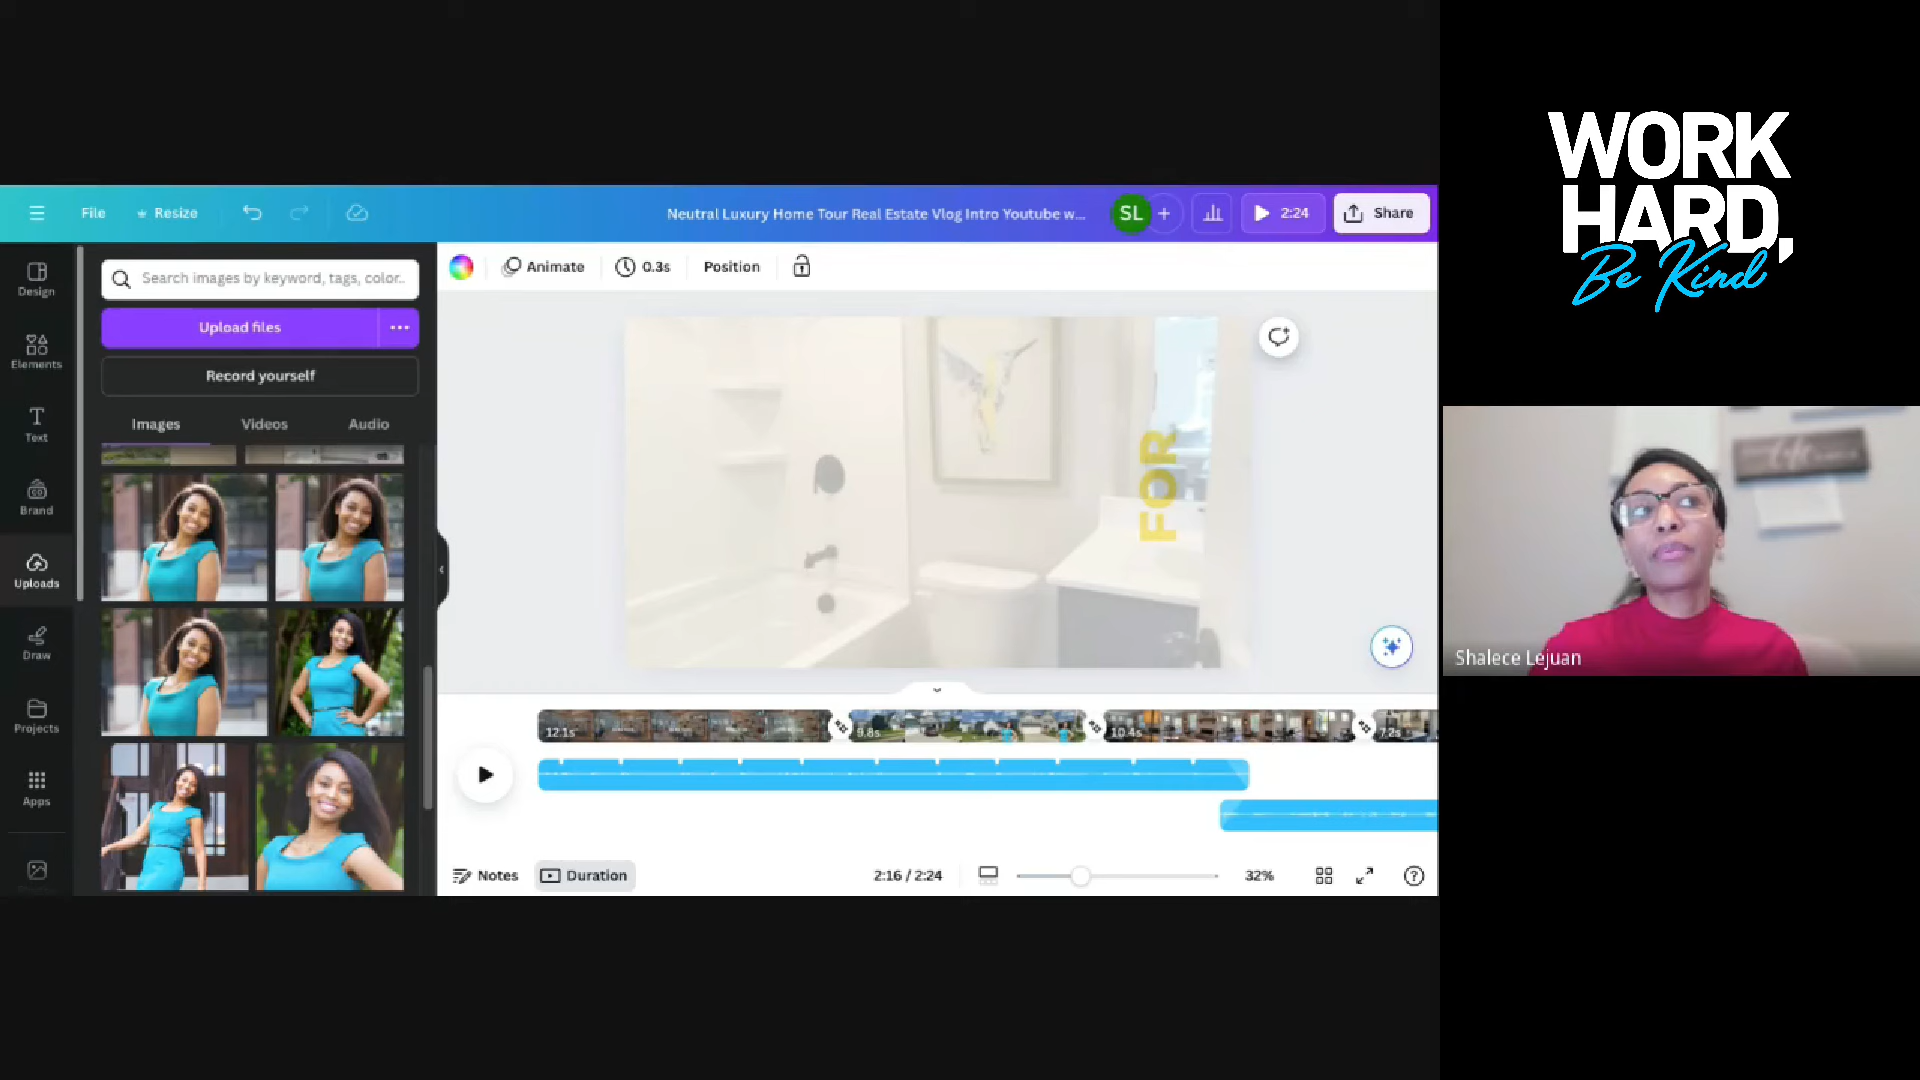 File
Resize
Neutral Luxury Home Tour Real Estate Vlog Intro Youtube w...
SL
+
2:24
Share
Design
Elements
Text
Brand
Uploads
Draw
Projects
Apps
Search images by keyword, tags, color..
Upload files
Record yourself
Images
Videos
Audio
Animate
0.3s
Position
FOR
12.1s
9.8s
10.4s
7.2s
Notes
Duration
2:16 / 2:24
32%
WORK
HARD,
Be Kind
Shalece Lejuan